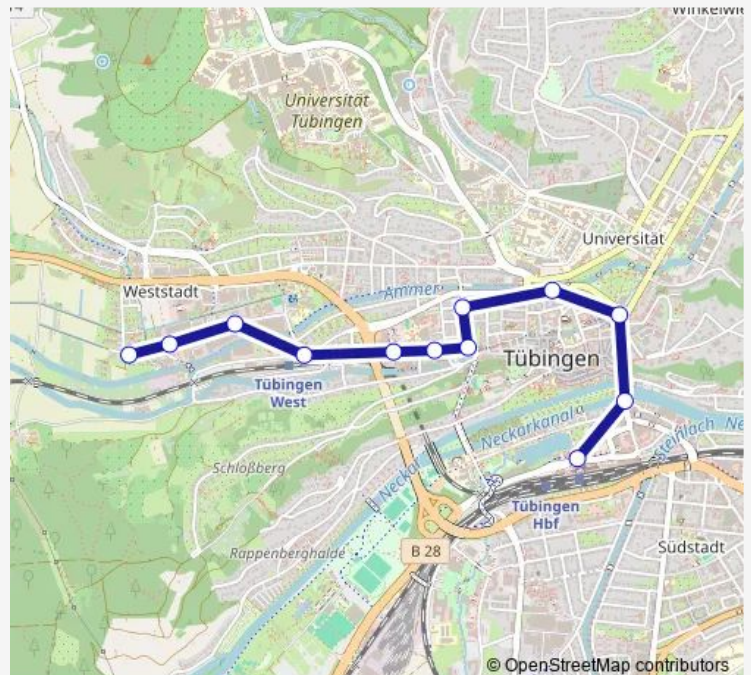 Universität
Tübingen
Universität
Weststadt
Ammer
Tübingen
Tübingen
West
Neckarkanal
Steinlach
Schloßberg
Neckar
Tübingen
Hbf
Rappenberghalde
B 28
Südstadt
© OpenStreetMap contributors